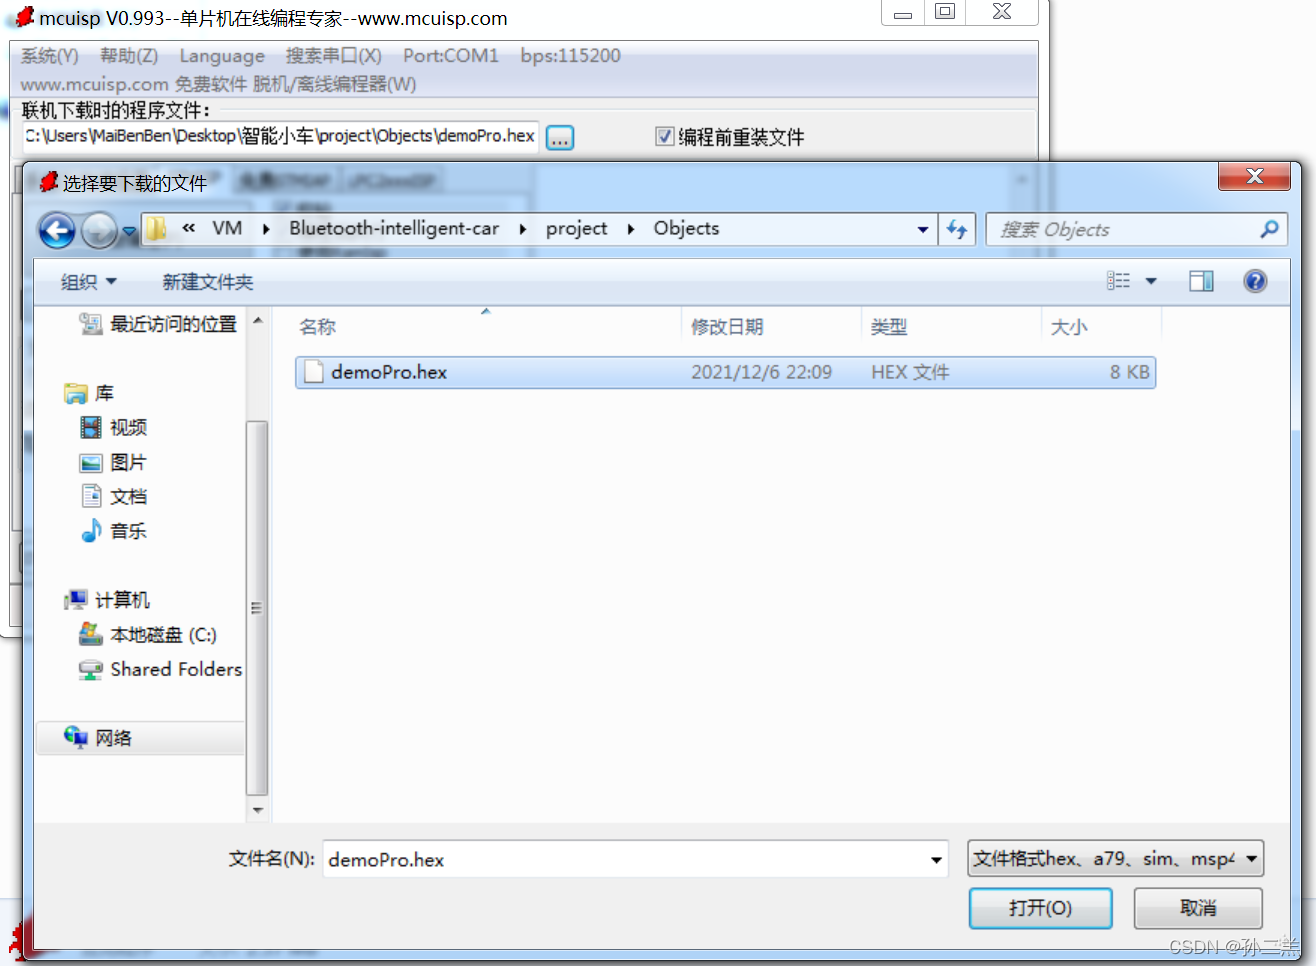 mcuisp V0.993--单片机在线编程专家--www.mcuisp.com
系统(Y) 帮助(Z) Language 搜索串口(X) Port:COM1 bps:115200
www.mcuisp.com 免费软件 脱机/离线编程器(W)
联机下载时的程序文件:
C:\Users\MaiBenBen\Desktop\智能小车\project\Objects\demoPro.hex ... 编程前重装文件
选择要下载的文件
« VM Bluetooth-intelligent-car project Objects 搜索 Objects
组织 新建文件夹
最近访问的位置 名称 修改日期 类型 大小
demoPro.hex 2021/12/6 22:09 HEX 文件 8 KB
库
视频
图片
文档
音乐
计算机
本地磁盘 (C:)
Shared Folders
网络
文件名(N): demoPro.hex 文件格式hex、a79、sim、msp4
打开(O) 取消
CSDN @孙二羔